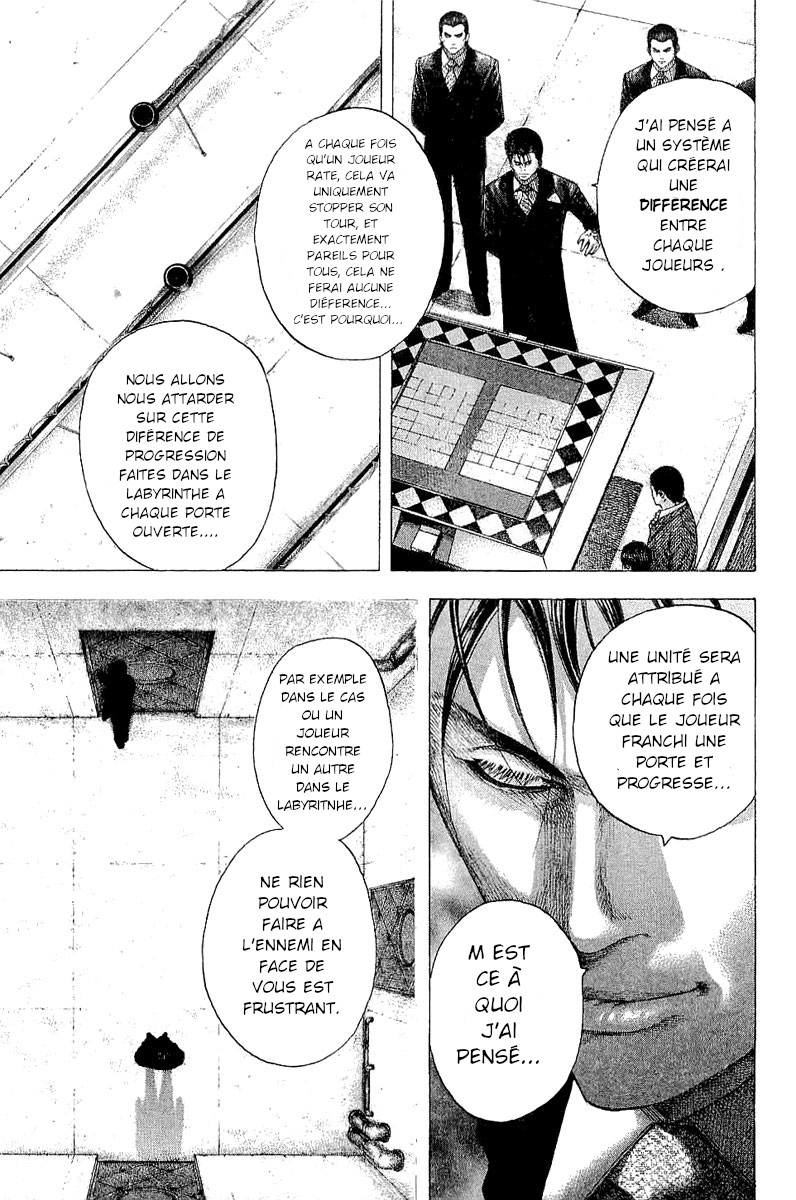 J'AI PENSÉ A
UN SYSTÈME
QUI CRÉERAI
UNE
DIFFERENCE
ENTRE
CHAQUE
JOUEURS .
A CHAQUE FOIS
QU'UN JOUEUR
RATE, CELA VA
UNIQUEMENT
STOPPER SON
TOUR, ET
EXACTEMENT
PAREILS POUR
TOUS, CELA NE
FERAI AUCUNE
DIÉFERENCE...
C'EST POURQUOI...
NOUS ALLONS
NOUS ATTARDER
SUR CETTE
DIFÉRENCE DE
PROGRESSION
FAITES DANS LE
LABYRINTHE A
CHAQUE PORTE
OUVERTE....
UNE UNITÉ SERA
ATTRIBUÉ A
CHAQUE FOIS
QUE LE JOUEUR
FRANCHI UNE
PORTE ET
PROGRESSE...
M EST
CE À
QUOI
J'AI
PENSÉ...
PAR EXEMPLE
DANS LE CAS
OU UN
JOUEUR
RENCONTRE
UN AUTRE
DANS LE
LABYRITNHE...
NE RIEN
POUVOIR
FAIRE A
L'ENNEMI EN
FACE DE
VOUS EST
FRUSTRANT.